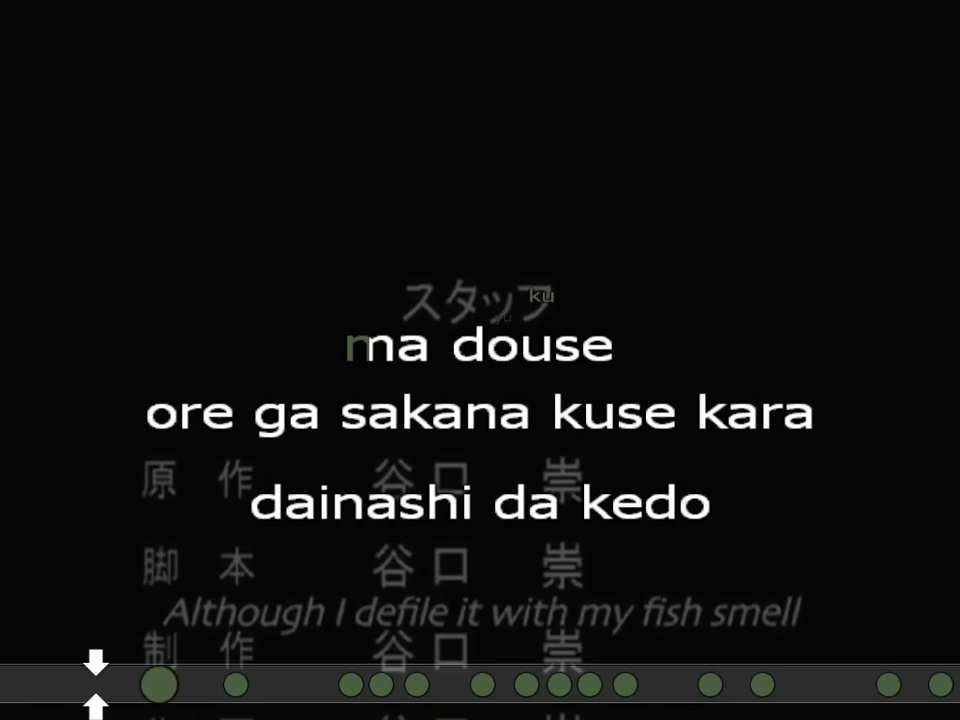 スタッフ
ku
yu
ma douse
ore ga sakana kuse kara
原 作 谷口 崇
dainashi da kedo
脚 本 谷口 崇
Although I defile it with my fish smell
制 作 谷口 崇